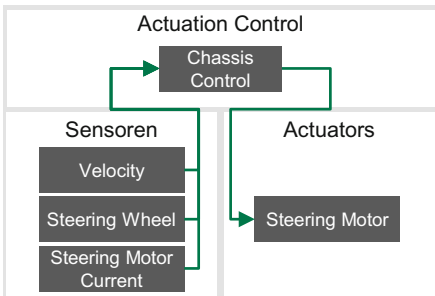 Actuation Control
Chassis
Control
Sensoren
Velocity
Steering Wheel
Steering Motor
Current
Actuators
Steering Motor